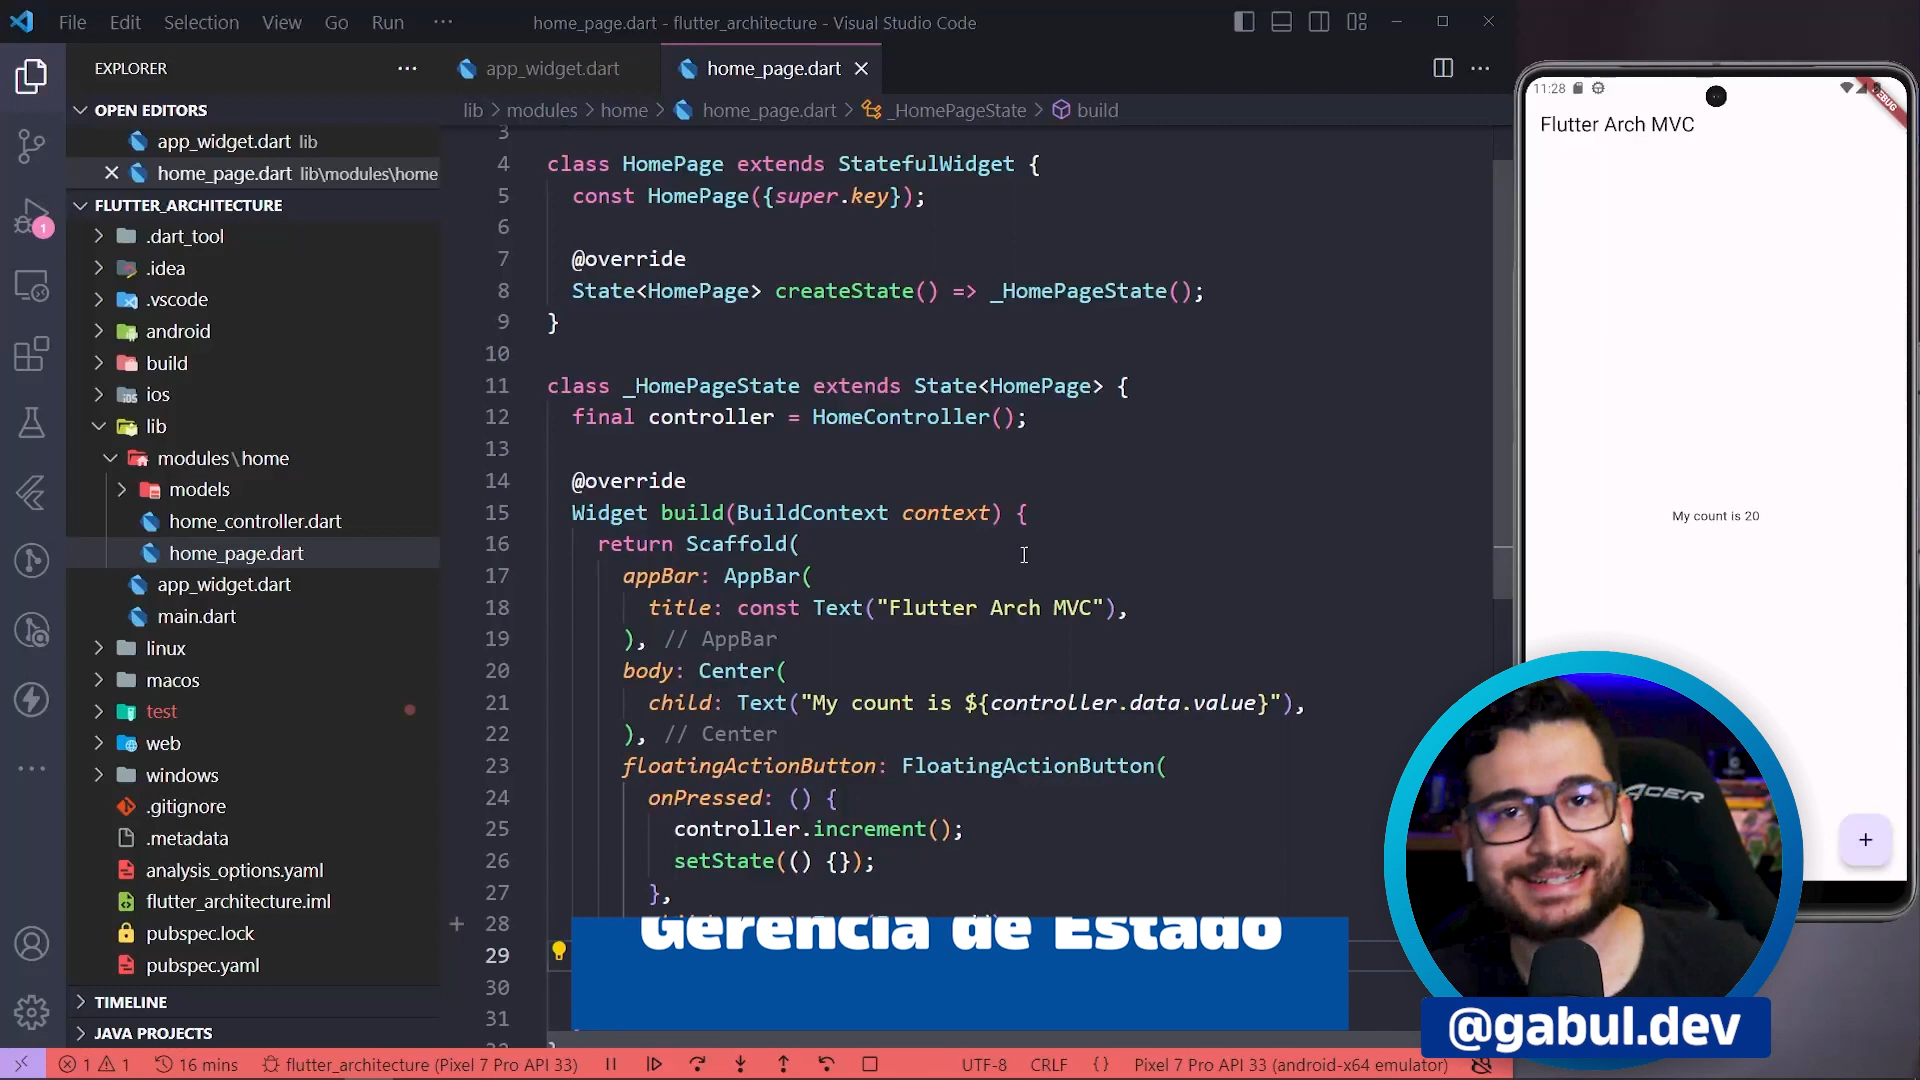 File Edit Selection View Go Run ···
home_page.dart - flutter_architecture - Visual Studio Code
EXPLORER
OPEN EDITORS
app_widget.dart lib
home_page.dart lib\modules\home
FLUTTER_ARCHITECTURE
.dart_tool
.idea
.vscode
android
build
ios
lib
modules\home
models
home_controller.dart
home_page.dart
app_widget.dart
main.dart
linux
macos
test
web
windows
.gitignore
.metadata
analysis_options.yaml
flutter_architecture.iml
pubspec.lock
pubspec.yaml
TIMELINE
JAVA PROJECTS
1
app_widget.dart
home_page.dart
lib > modules > home > home_page.dart > _HomePageState > build
3
4 class HomePage extends StatefulWidget {
5 const HomePage({super.key});
6
7 @override
8 State<HomePage> createState() => _HomePageState();
9 }
10
11 class _HomePageState extends State<HomePage> {
12 final controller = HomeController();
13
14 @override
15 Widget build(BuildContext context) {
16 return Scaffold(
17 appBar: AppBar(
18 title: const Text("Flutter Arch MVC"),
19 ), // AppBar
20 body: Center(
21 child: Text("My count is ${controller.data.value}"),
22 ), // Center
23 floatingActionButton: FloatingActionButton(
24 onPressed: () {
25 controller.increment();
26 setState(() {});
27 },
28
29
30
31
Gerência de Estado
11:28
DEBUG
Flutter Arch MVC
My count is 20
+
acer
@gabul.dev
1 1 16 mins flutter_architecture (Pixel 7 Pro API 33) UTF-8 CRLF {} Pixel 7 Pro API 33 (android-x64 emulator)